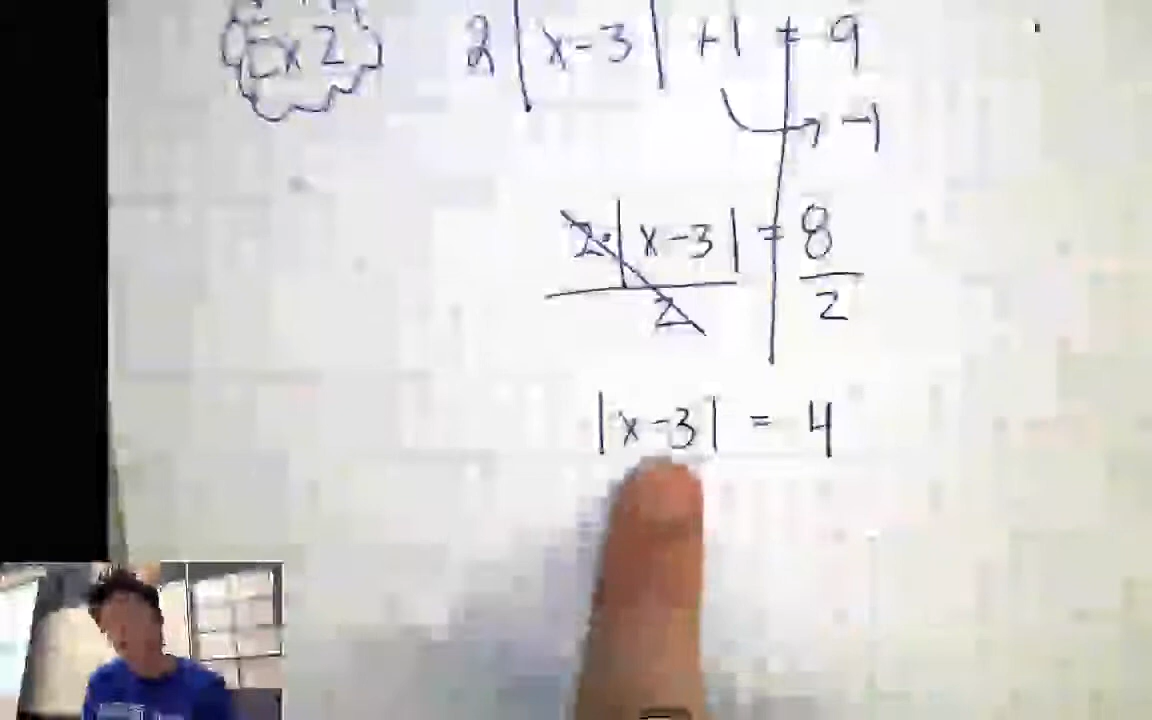 Ex 2
2|x-3| +1 = 9
→ -1
2·|x-3| = 8
2 2
|x-3| = 4